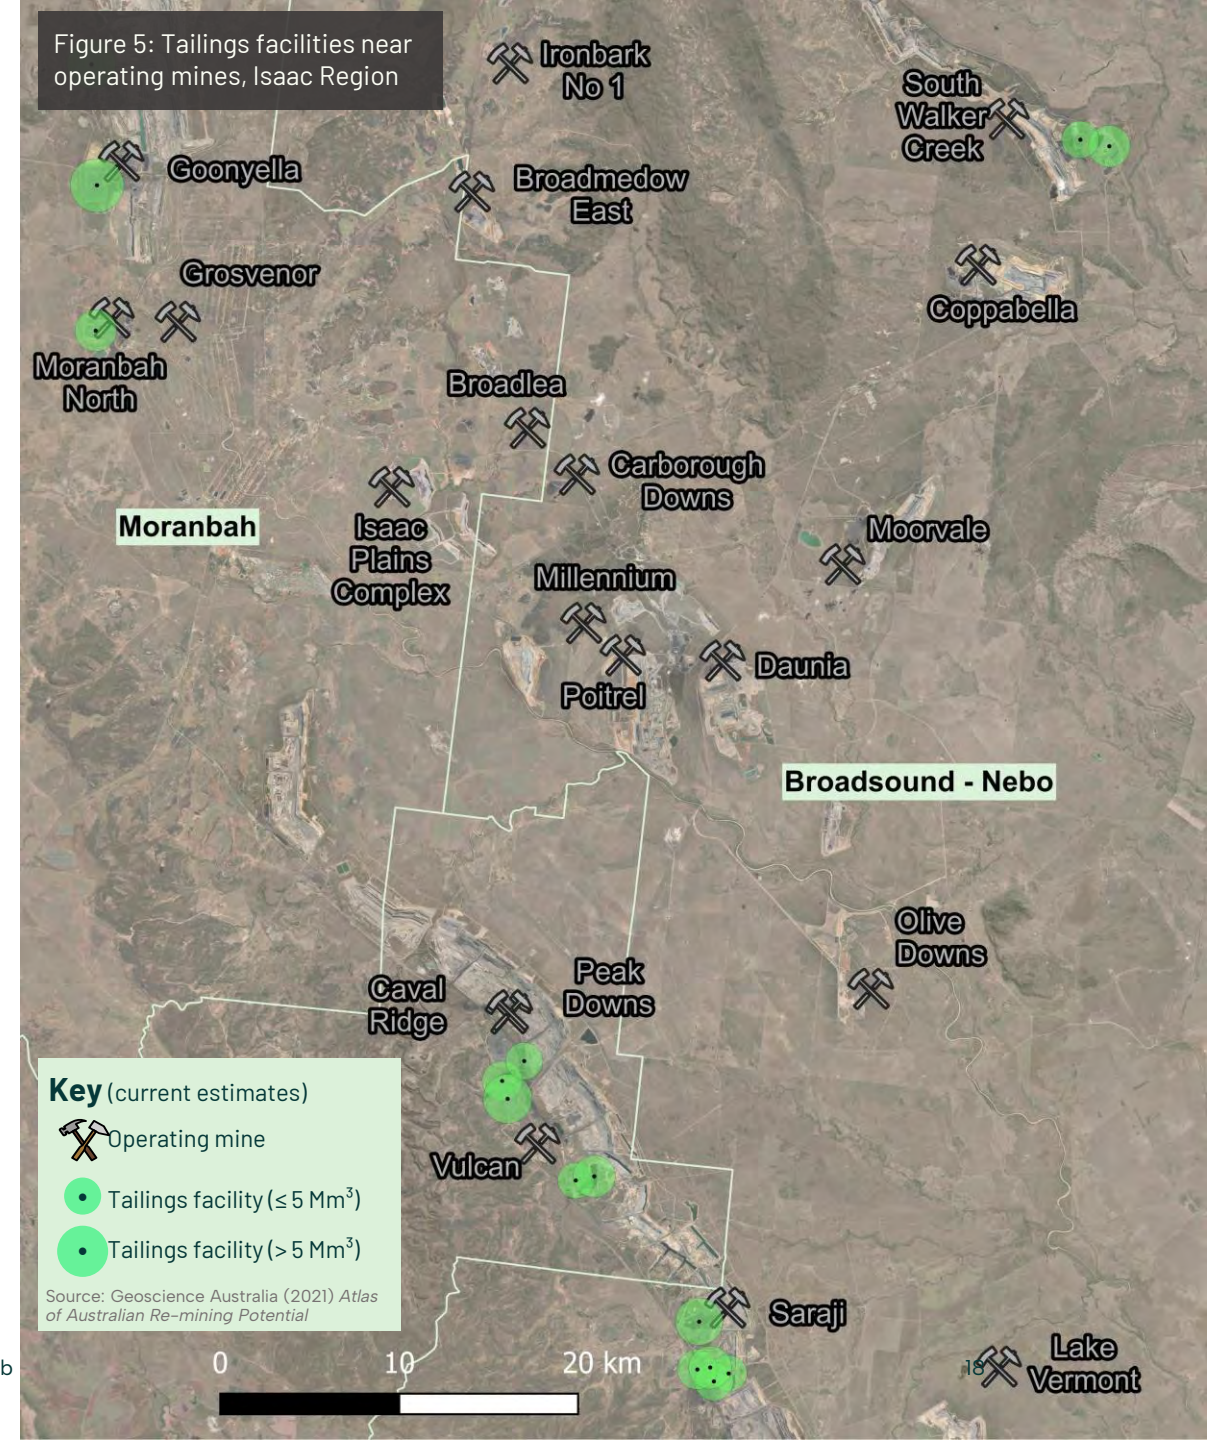 Figure 5: Tailings facilities near
operating mines, Isaac Region
Ironbark
No 1
South
Walker
Creek
Goonyella
Broadmedow
East
Grosvenor
Coppabella
Moranbah
North
Broadlea
Carborough
Downs
Moranbah
Isaac
Plains
Complex
Moorvale
Millennium
Poitrel
Daunia
Broadsound - Nebo
Olive
Downs
Caval
Ridge
Peak
Downs
Vulcan
Key (current estimates)
Operating mine
Tailings facility (≤ 5 Mm³)
Tailings facility (> 5 Mm³)
Source: Geoscience Australia (2021) Atlas
of Australian Re-mining Potential
Saraji
Lake
Vermont
0 10 20 km
b
18